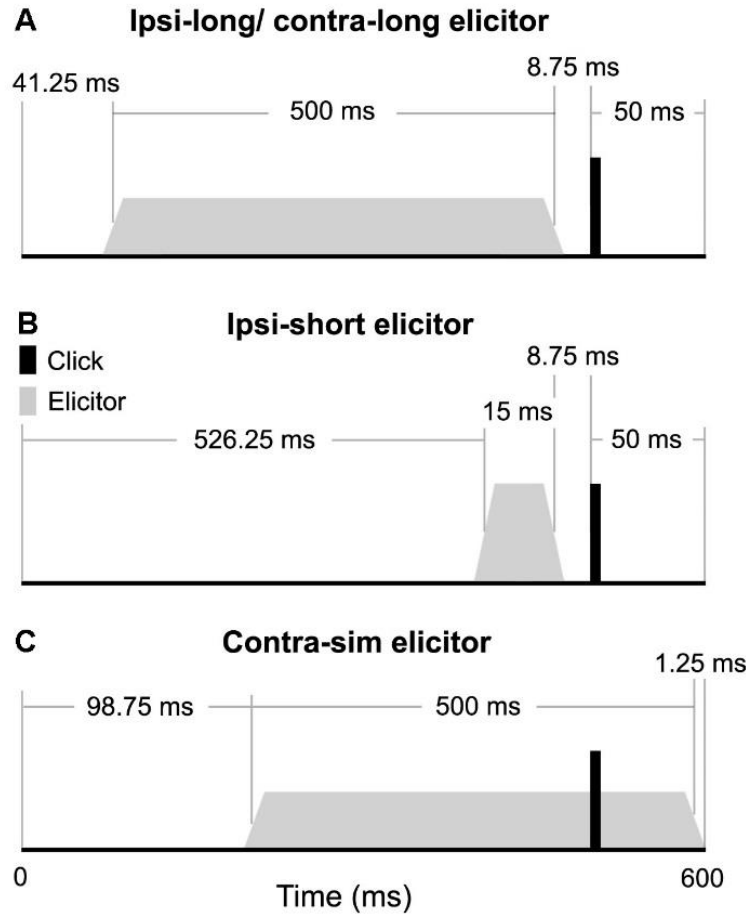 A Ipsi-long/ contra-long elicitor
41.25 ms
8.75 ms
500 ms
50 ms
B Ipsi-short elicitor
Click
Elicitor
8.75 ms
15 ms
526.25 ms
50 ms
C Contra-sim elicitor
1.25 ms
98.75 ms
500 ms
0
600
Time (ms)